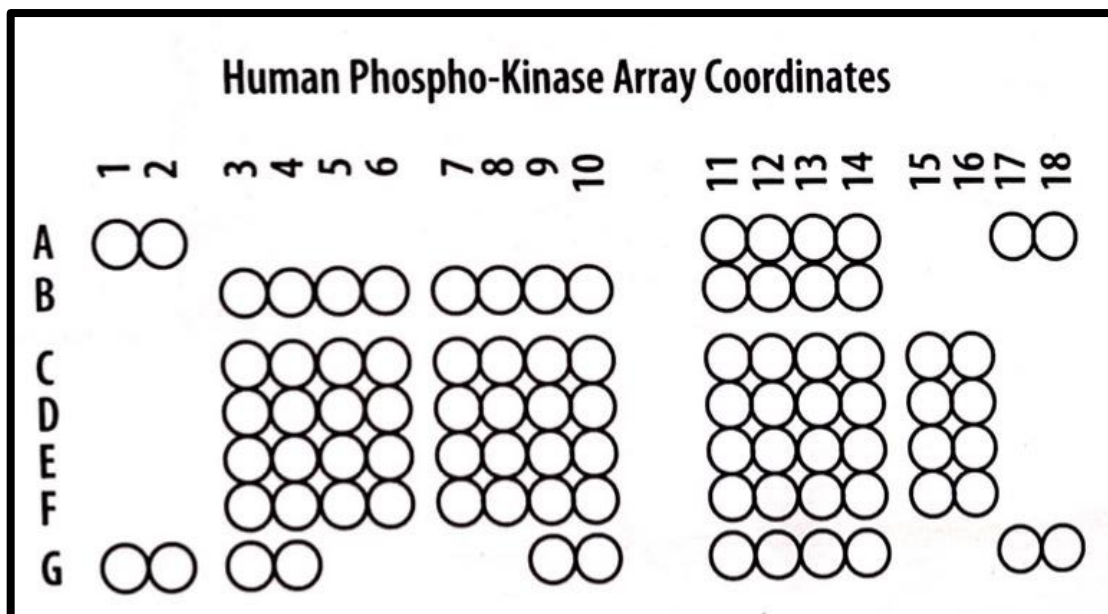 Human Phospho-Kinase Array Coordinates
1 2 3 4 5 6 7 8 9 10 11 12 13 14 15 16 17 18
A
B
C
D
E
F
G